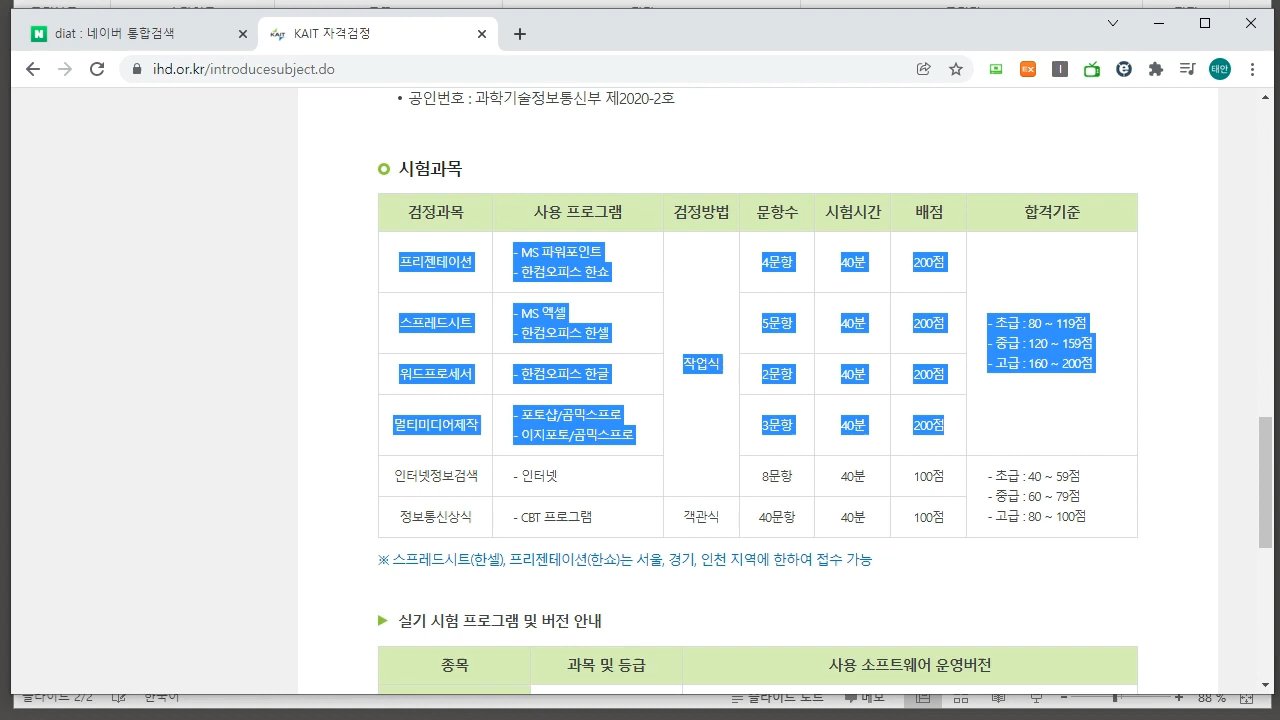 diat : 네이버 통합검색
KAIT 자격검정
ihd.or.kr/introducesubject.do
태안
• 공인번호 : 과학기술정보통신부 제2020-2호
시험과목
검정과목 사용 프로그램 검정방법 문항수 시험시간 배점 합격기준
프리젠테이션 - MS 파워포인트 4문항 40분 200점
- 한컴오피스 한쇼
스프레드시트 - MS 엑셀 5문항 40분 200점 - 초급 : 80 ~ 119점
- 한컴오피스 한셀 - 중급 : 120 ~ 159점
작업식 - 고급 : 160 ~ 200점
워드프로세서 - 한컴오피스 한글 2문항 40분 200점
멀티미디어제작 - 포토샵/곰믹스프로 3문항 40분 200점
- 이지포토/곰믹스프로
인터넷정보검색 - 인터넷 8문항 40분 100점 - 초급 : 40 ~ 59점
- 중급 : 60 ~ 79점
정보통신상식 - CBT 프로그램 객관식 40문항 40분 100점 - 고급 : 80 ~ 100점
※ 스프레드시트(한셀), 프리젠테이션(한쇼)는 서울, 경기, 인천 지역에 한하여 접수 가능
실기 시험 프로그램 및 버전 안내
종목 과목 및 등급 사용 소프트웨어 운영버전
슬라이드 2/2 한국어 슬라이드 노트 메모 88 %